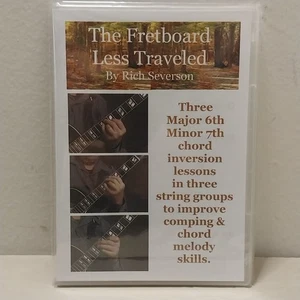 The Fretboard
Less Traveled
By Rich Severson
Three
Major 6th
Minor 7th
chord
inversion
lessons
in three
string groups
to improve
comping &
chord
melody
skills.